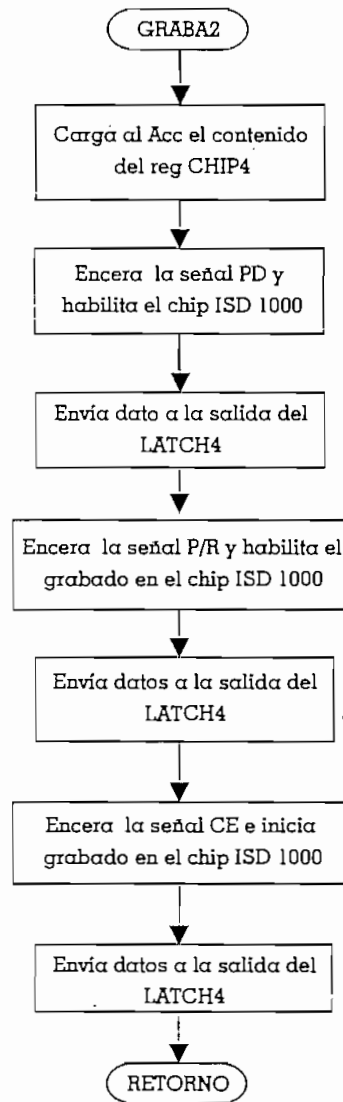 GRABA2
Carga al Acc el contenido
del reg CHIP4
Encera la señal PD y
habilita el chip ISD 1000
Envía dato a la salida del
LATCH4
Encera la señal P/R y habilita el
grabado en el chip ISD 1000
Envía datos a la salida del
LATCH4
Encera la señal CE e inicia
grabado en el chip ISD 1000
Envía datos a la salida del
LATCH4
RETORNO